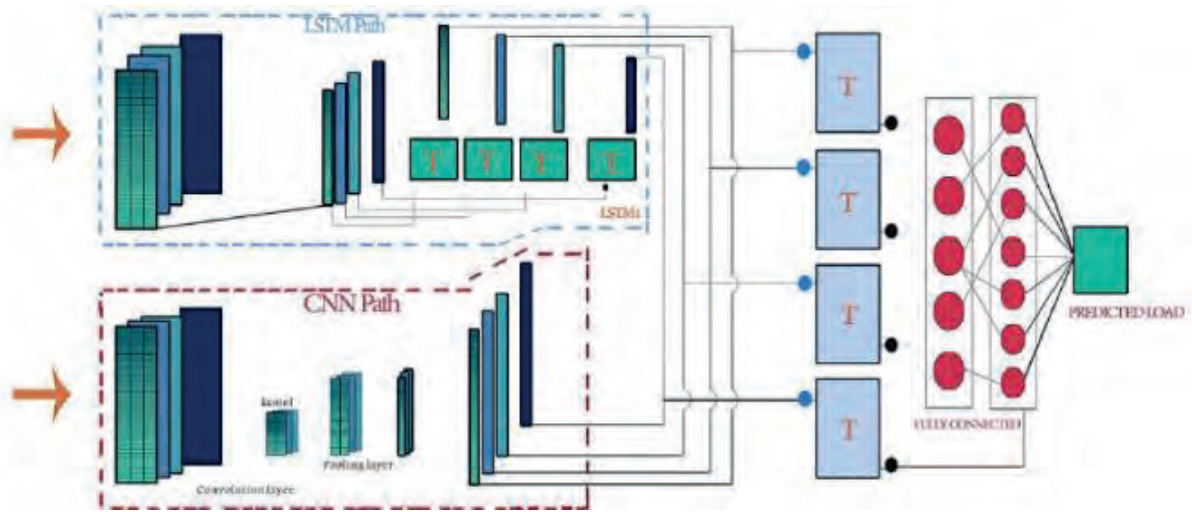 LSTM Path
T
T
T
T
T
LSTM1
T
CNN Path
T
PREDICTED LOAD
kernel
T
FULLY CONNECTED
Pooling layer
Convolution layer